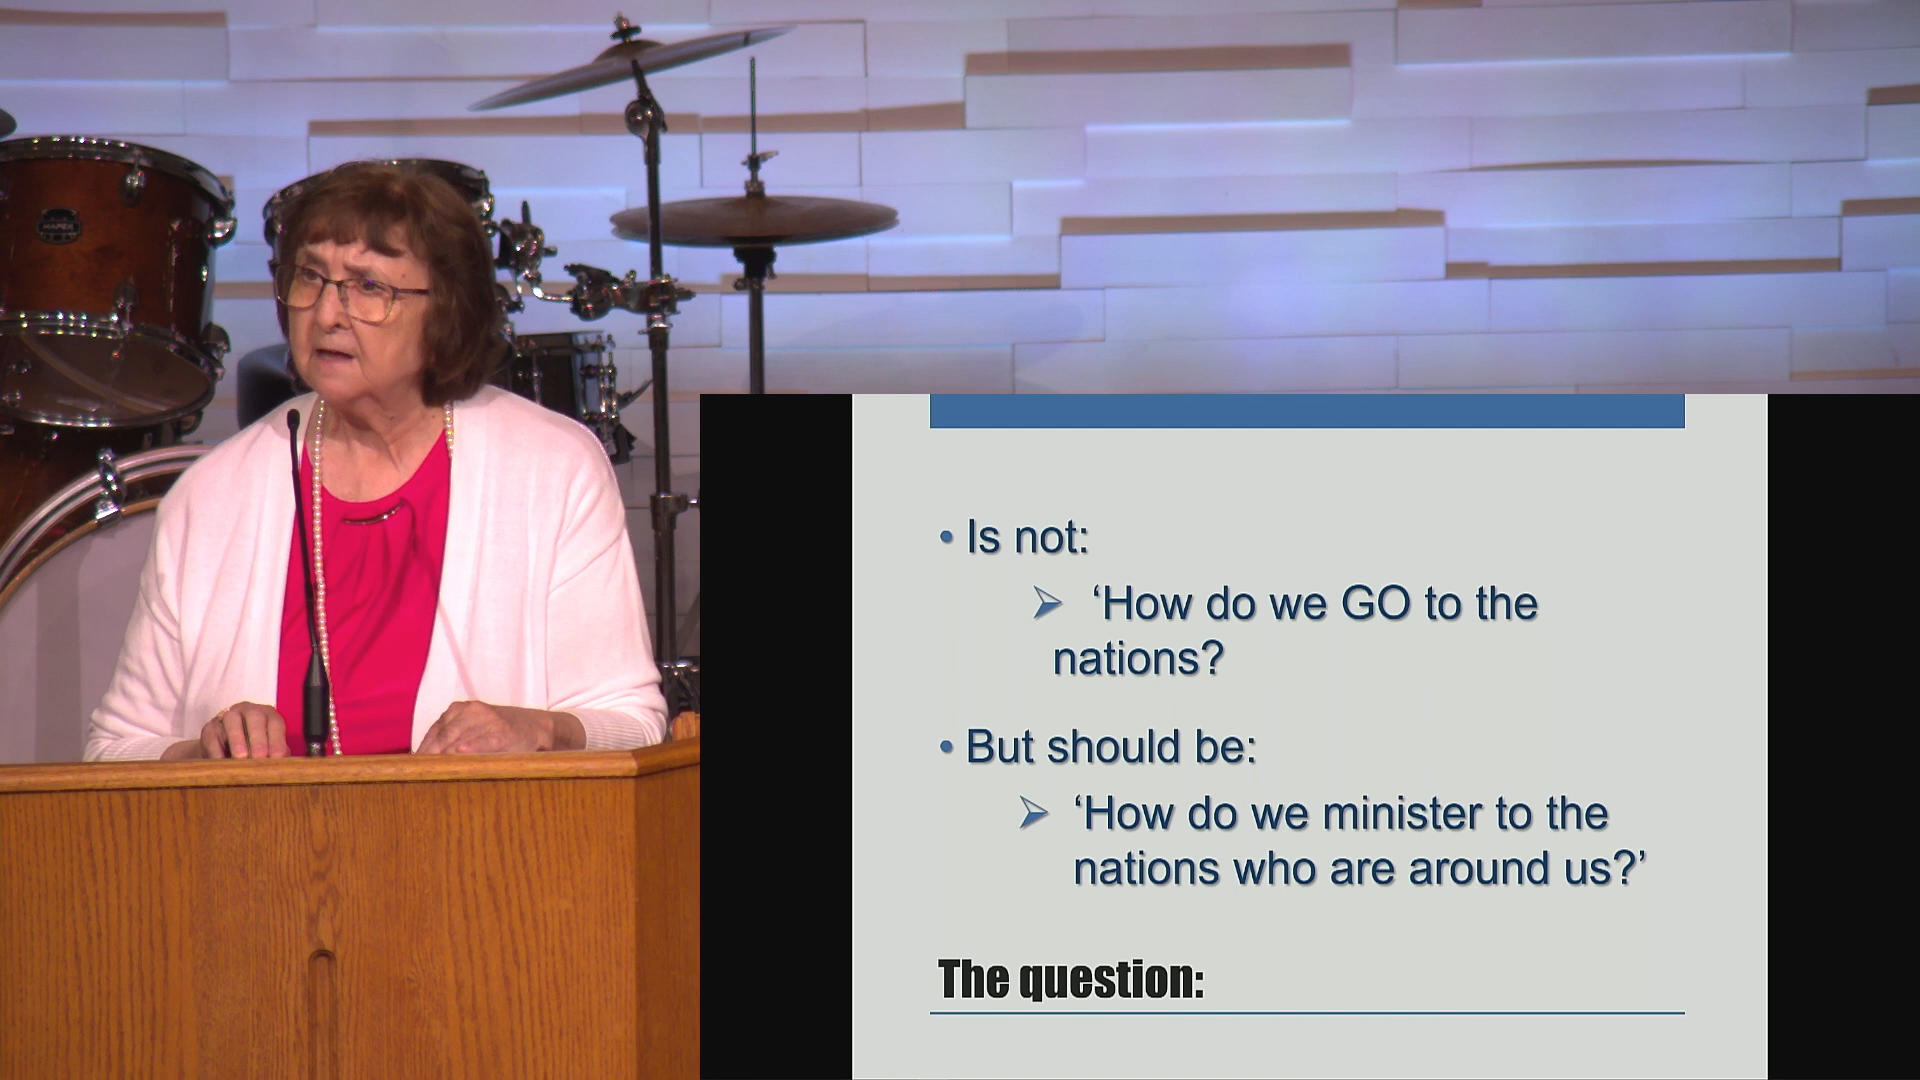 MAPEX
• Is not:
➢ ‘How do we GO to the
nations?
• But should be:
➢ ‘How do we minister to the
nations who are around us?’
The question: